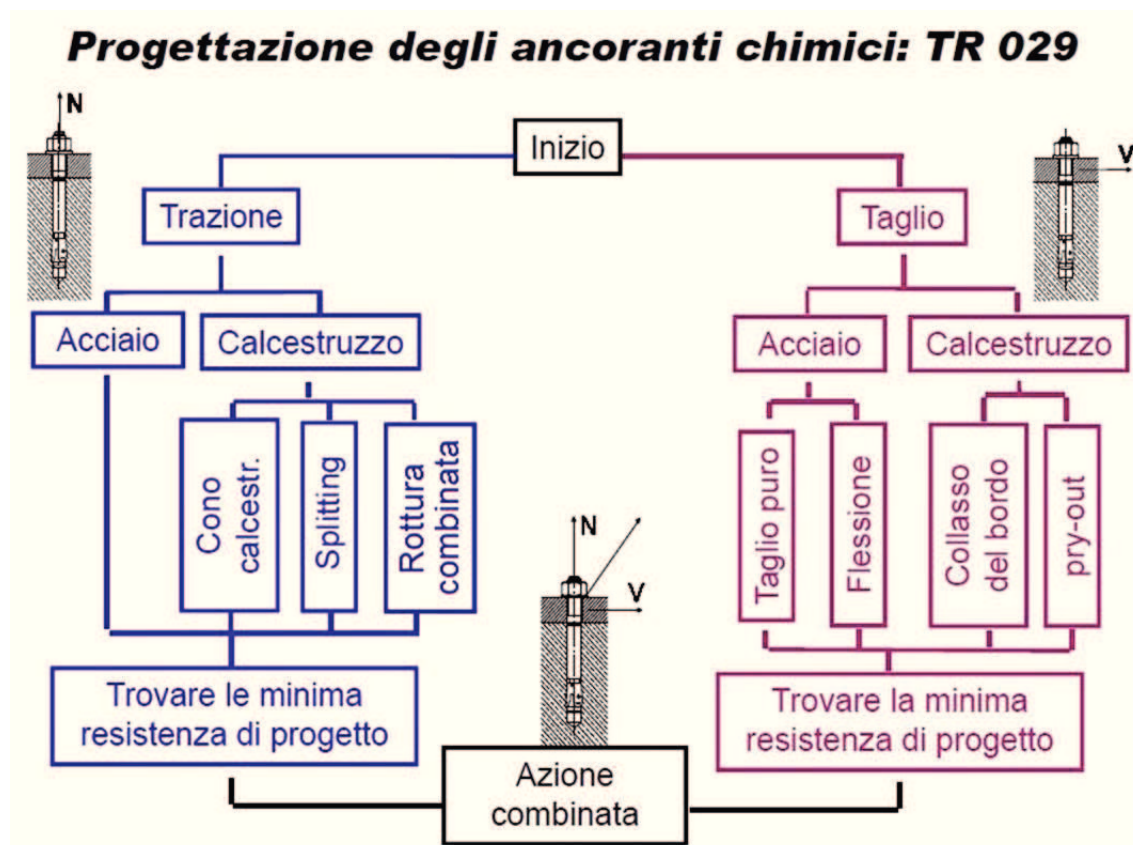 Progettazione degli ancoranti chimici: TR 029
N
Inizio
V
Trazione
Taglio
Acciaio
Calcestruzzo
Acciaio
Calcestruzzo
Cono
calcestr.
Splitting
Rottura
combinata
Taglio puro
Flessione
Collasso
del bordo
pry-out
N
V
Trovare le minima
resistenza di progetto
Trovare la minima
resistenza di progetto
Azione
combinata